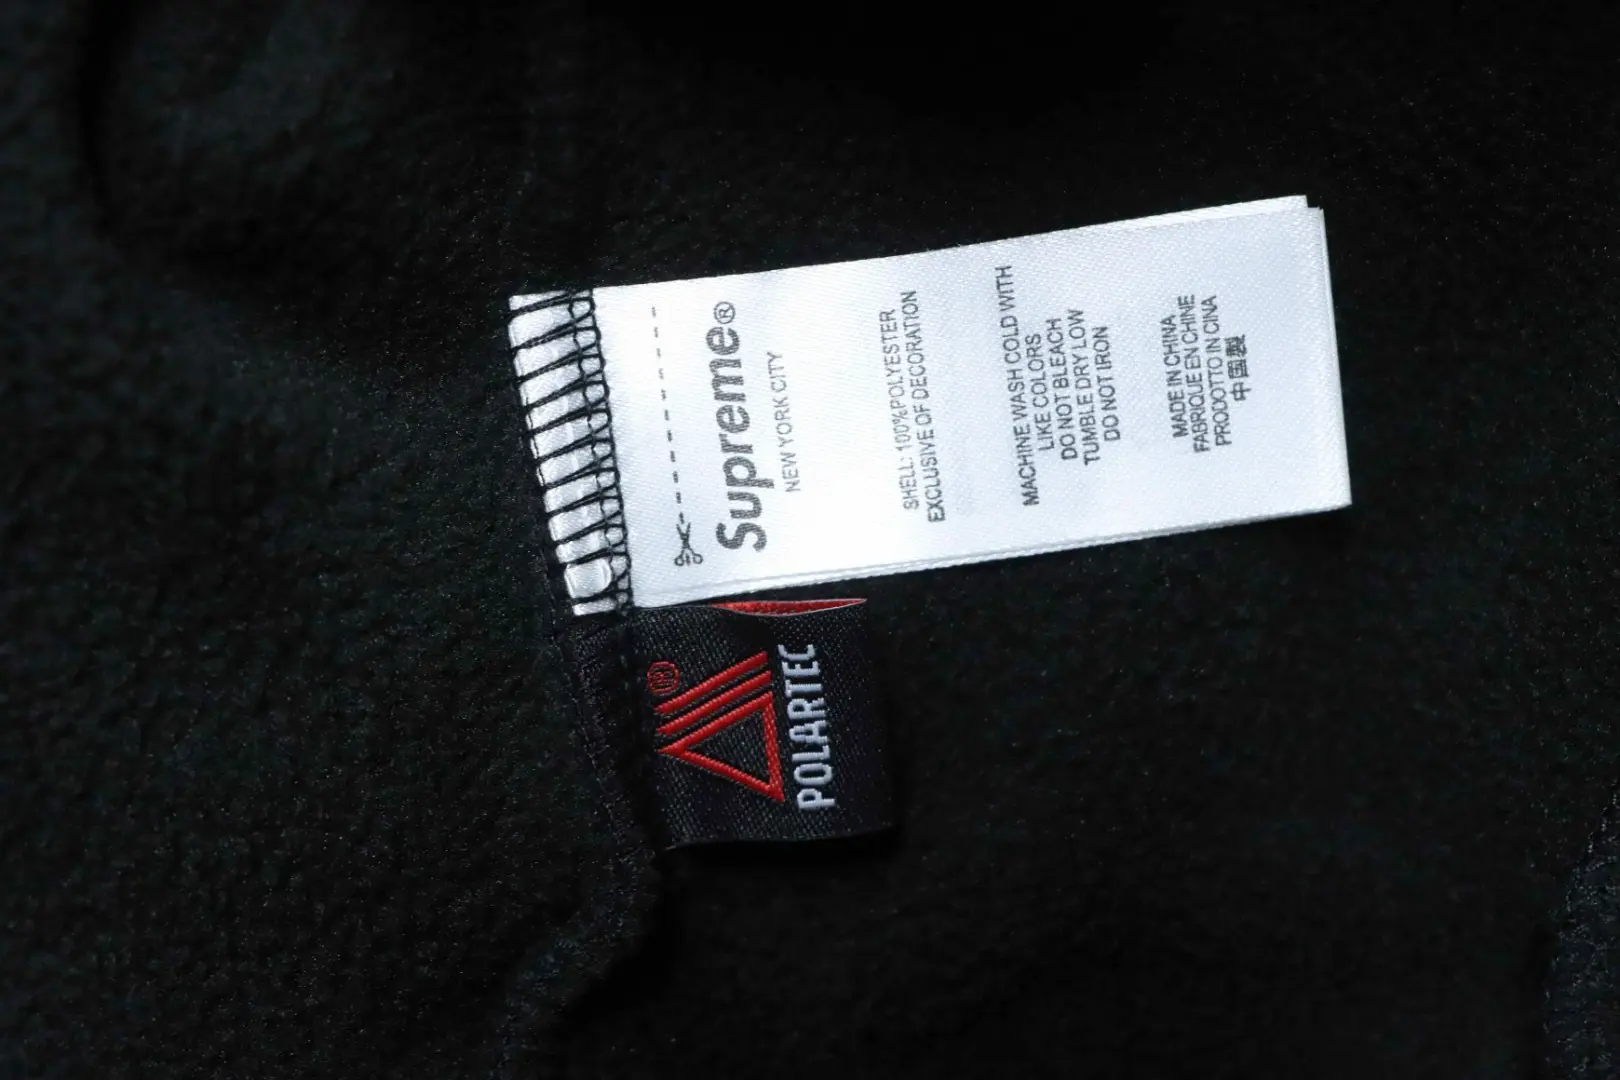 Supreme®
NEW YORK CITY
SHELL: 100%POLYESTER
EXCLUSIVE OF DECORATION
MACHINE WASH COLD WITH
LIKE COLORS
DO NOT BLEACH
TUMBLE DRY LOW
DO NOT IRON
MADE IN CHINA
FABRIQUE EN CHINE
PRODOTTO IN CINA
中国製
®
POLARTEC